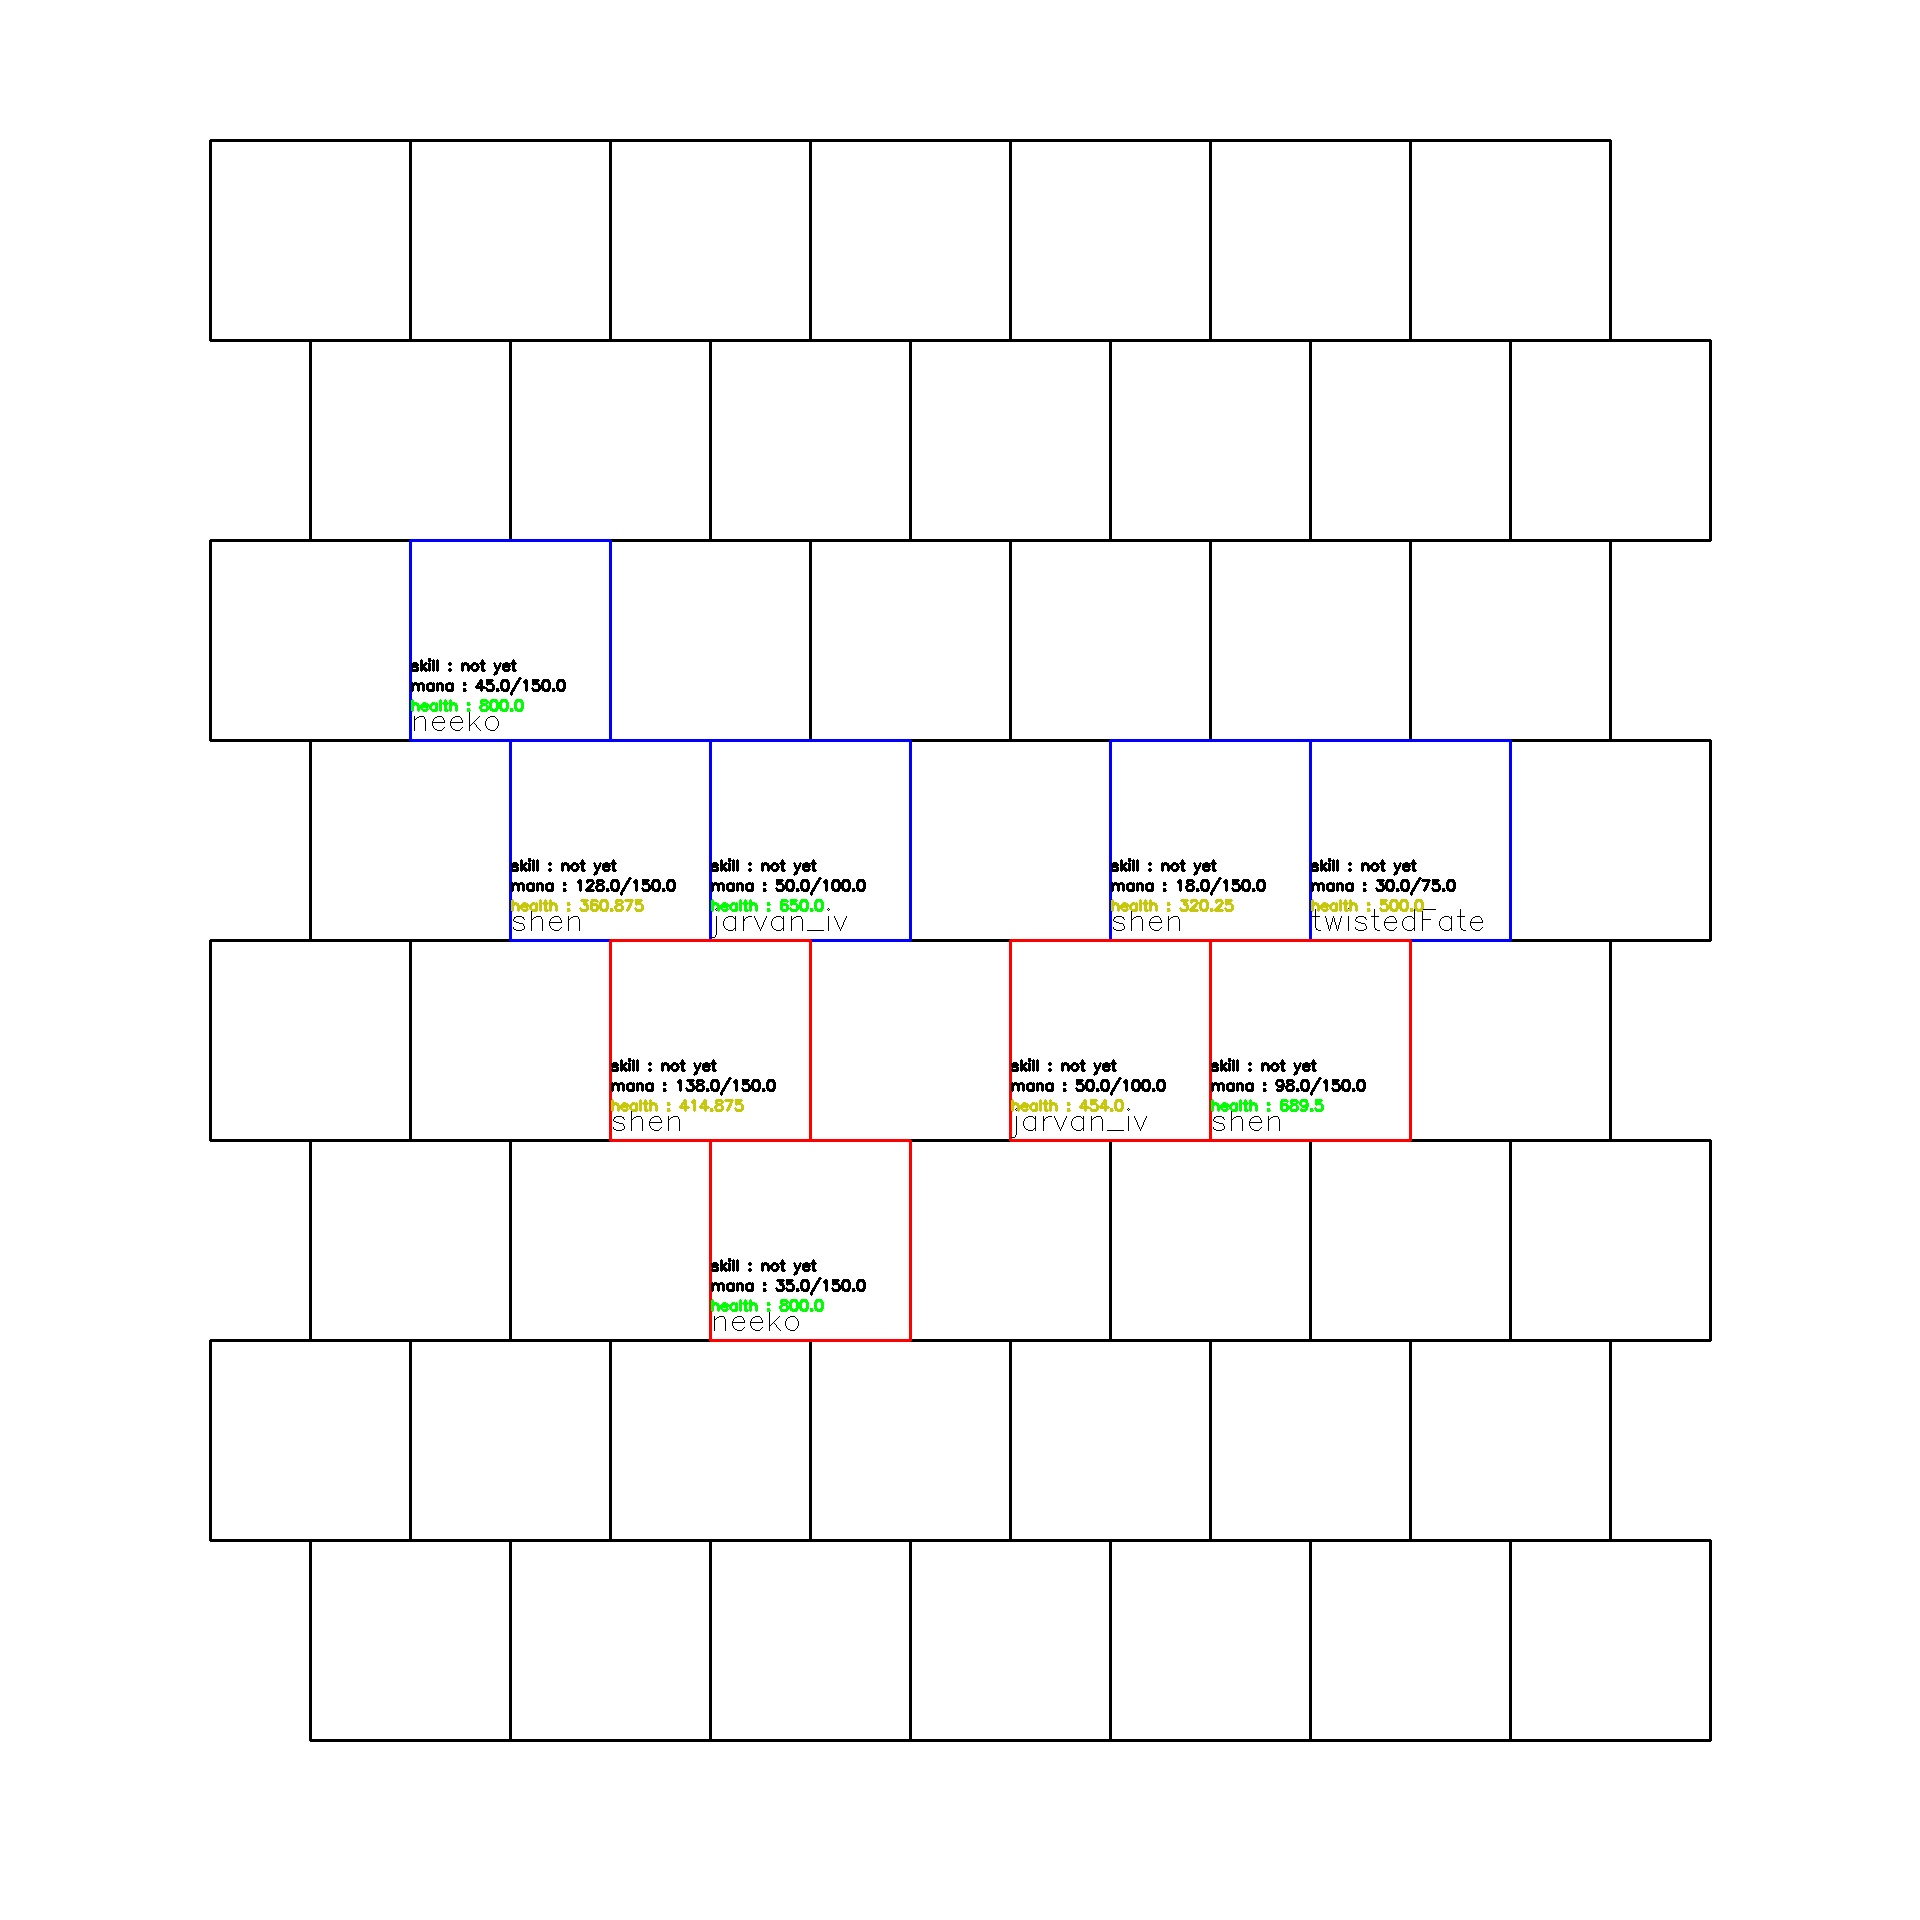 skill : not yet
mana : 45.0/150.0
health : 800.0
neeko
skill : not yet
mana : 128.0/150.0
health : 360.875
shen
skill : not yet
mana : 50.0/100.0
health : 650.0
jarvan_iv
skill : not yet
mana : 18.0/150.0
health : 320.25
shen
skill : not yet
mana : 30.0/75.0
health : 500.0
twistedFate
skill : not yet
mana : 138.0/150.0
health : 414.875
shen
skill : not yet
mana : 50.0/100.0
health : 454.0
jarvan_iv
skill : not yet
mana : 98.0/150.0
health : 689.5
shen
skill : not yet
mana : 35.0/150.0
health : 800.0
neeko